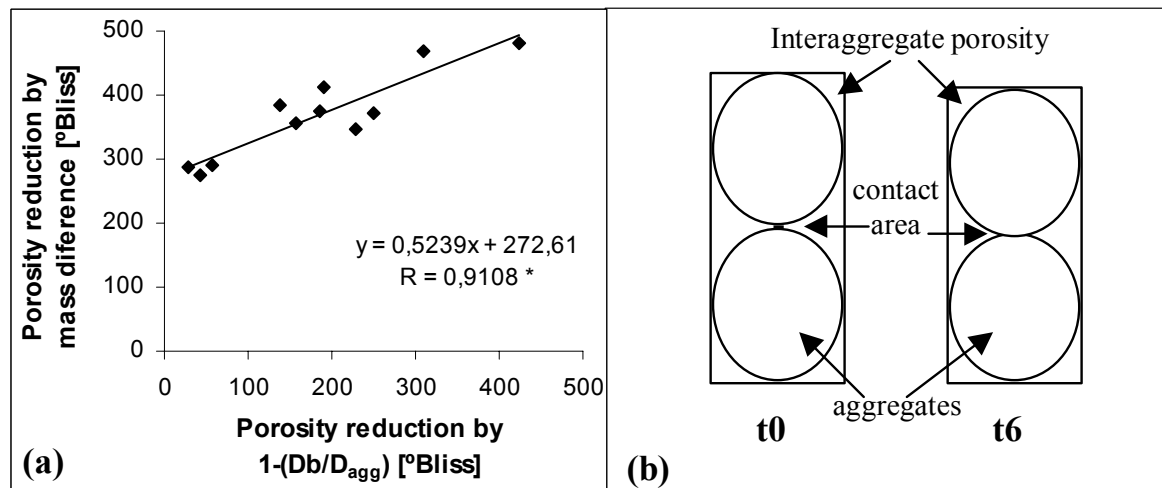 500
400
300
200
100
0
0 100 200 300 400 500
Porosity reduction by
mass diference [ºBliss]
y = 0,5239x + 272,61
R = 0,9108 *
Porosity reduction by
1-(Db/Dagg) [ºBliss]
(a)
Interaggregate porosity
contact
area
aggregates
t0 t6
(b)